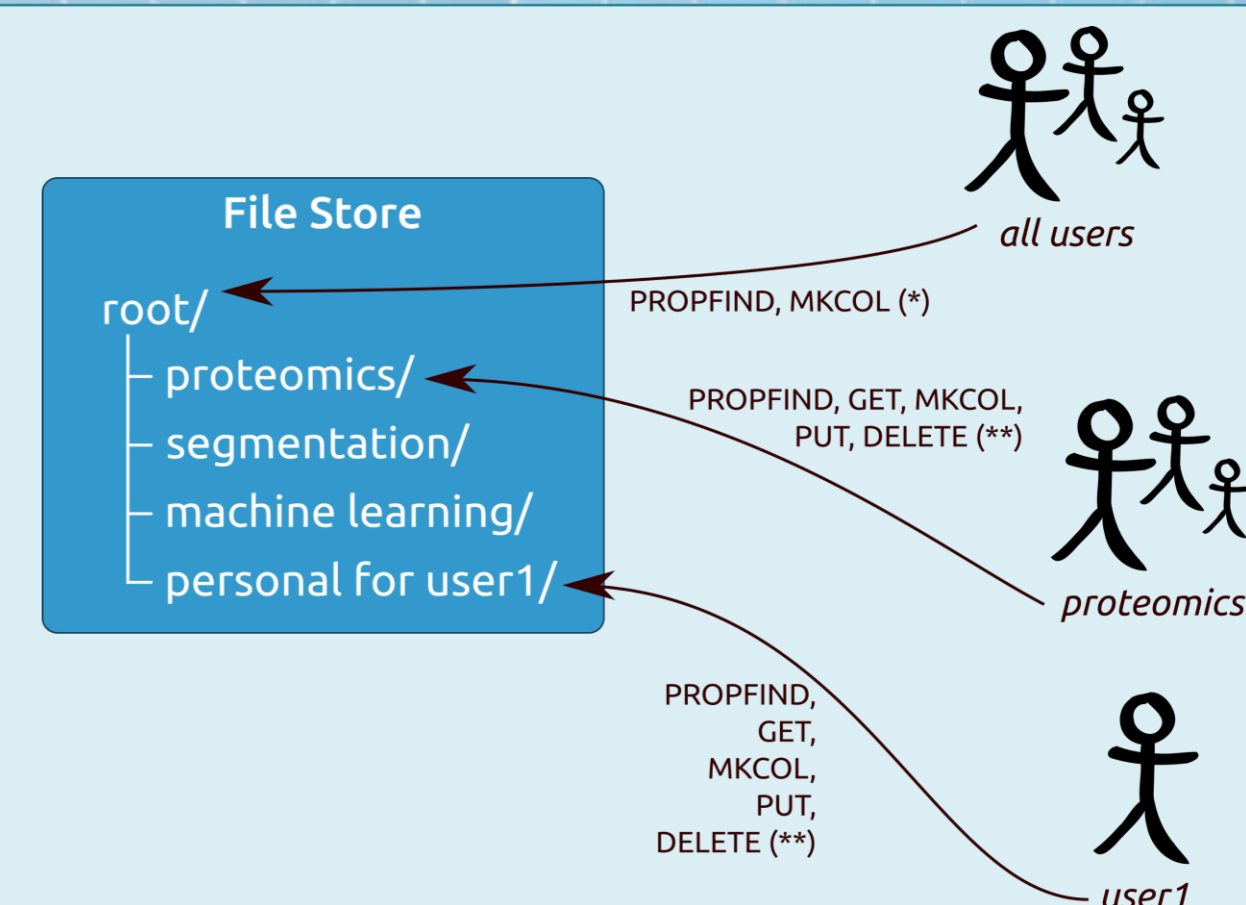 File Store
root/
proteomics/
segmentation/
machine learning/
personal for user1/
all users
PROPFIND, MKCOL (*)
PROPFIND, GET, MKCOL,
PUT, DELETE (**)
proteomics
PROPFIND,
GET,
MKCOL,
PUT,
DELETE (**)
user1